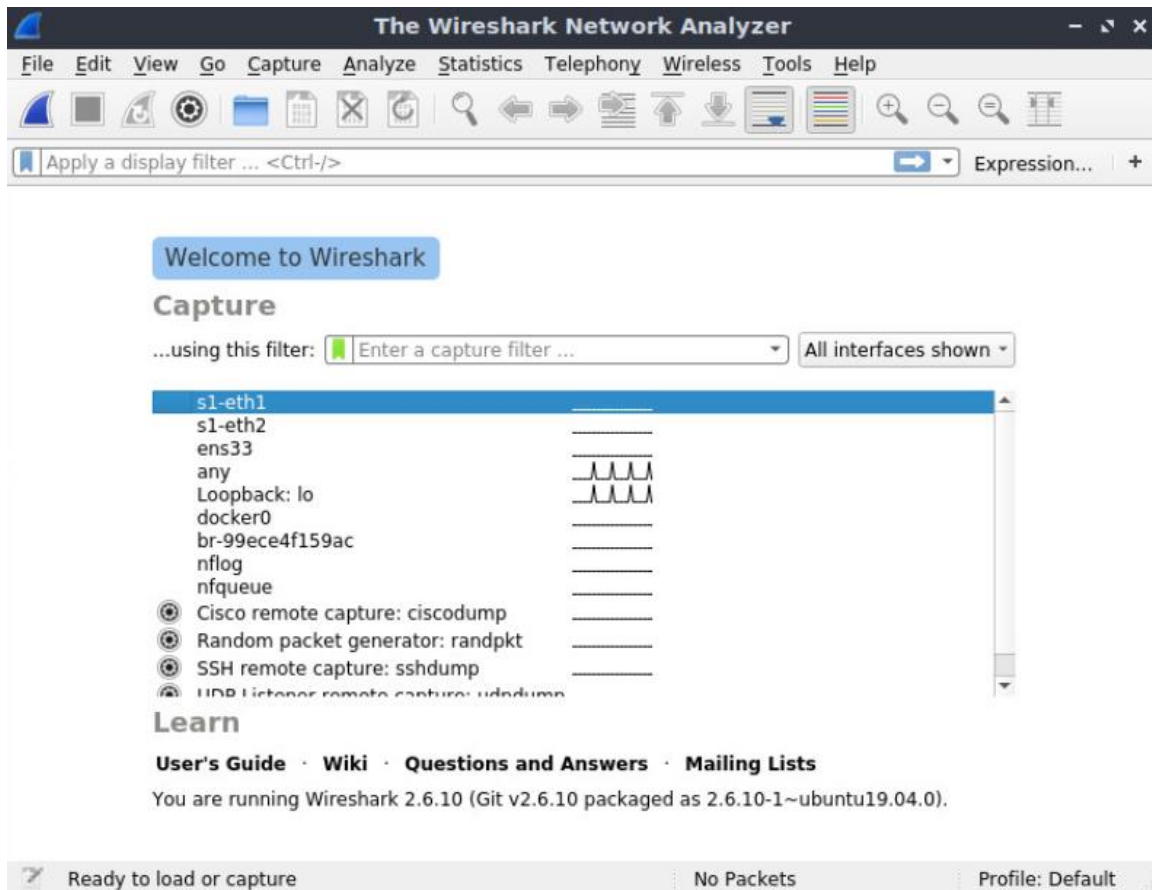 The Wireshark Network Analyzer
File Edit View Go Capture Analyze Statistics Telephony Wireless Tools Help
Apply a display filter ... <Ctrl-/> Expression... +
Welcome to Wireshark
Capture
...using this filter: Enter a capture filter ... All interfaces shown
s1-eth1
s1-eth2
ens33
any
Loopback: lo
docker0
br-99ece4f159ac
nflog
nfqueue
Cisco remote capture: ciscodump
Random packet generator: randpkt
SSH remote capture: sshdump
UDP Listener remote capture: udpdump
Learn
User's Guide · Wiki · Questions and Answers · Mailing Lists
You are running Wireshark 2.6.10 (Git v2.6.10 packaged as 2.6.10-1~ubuntu19.04.0).
Ready to load or capture No Packets Profile: Default